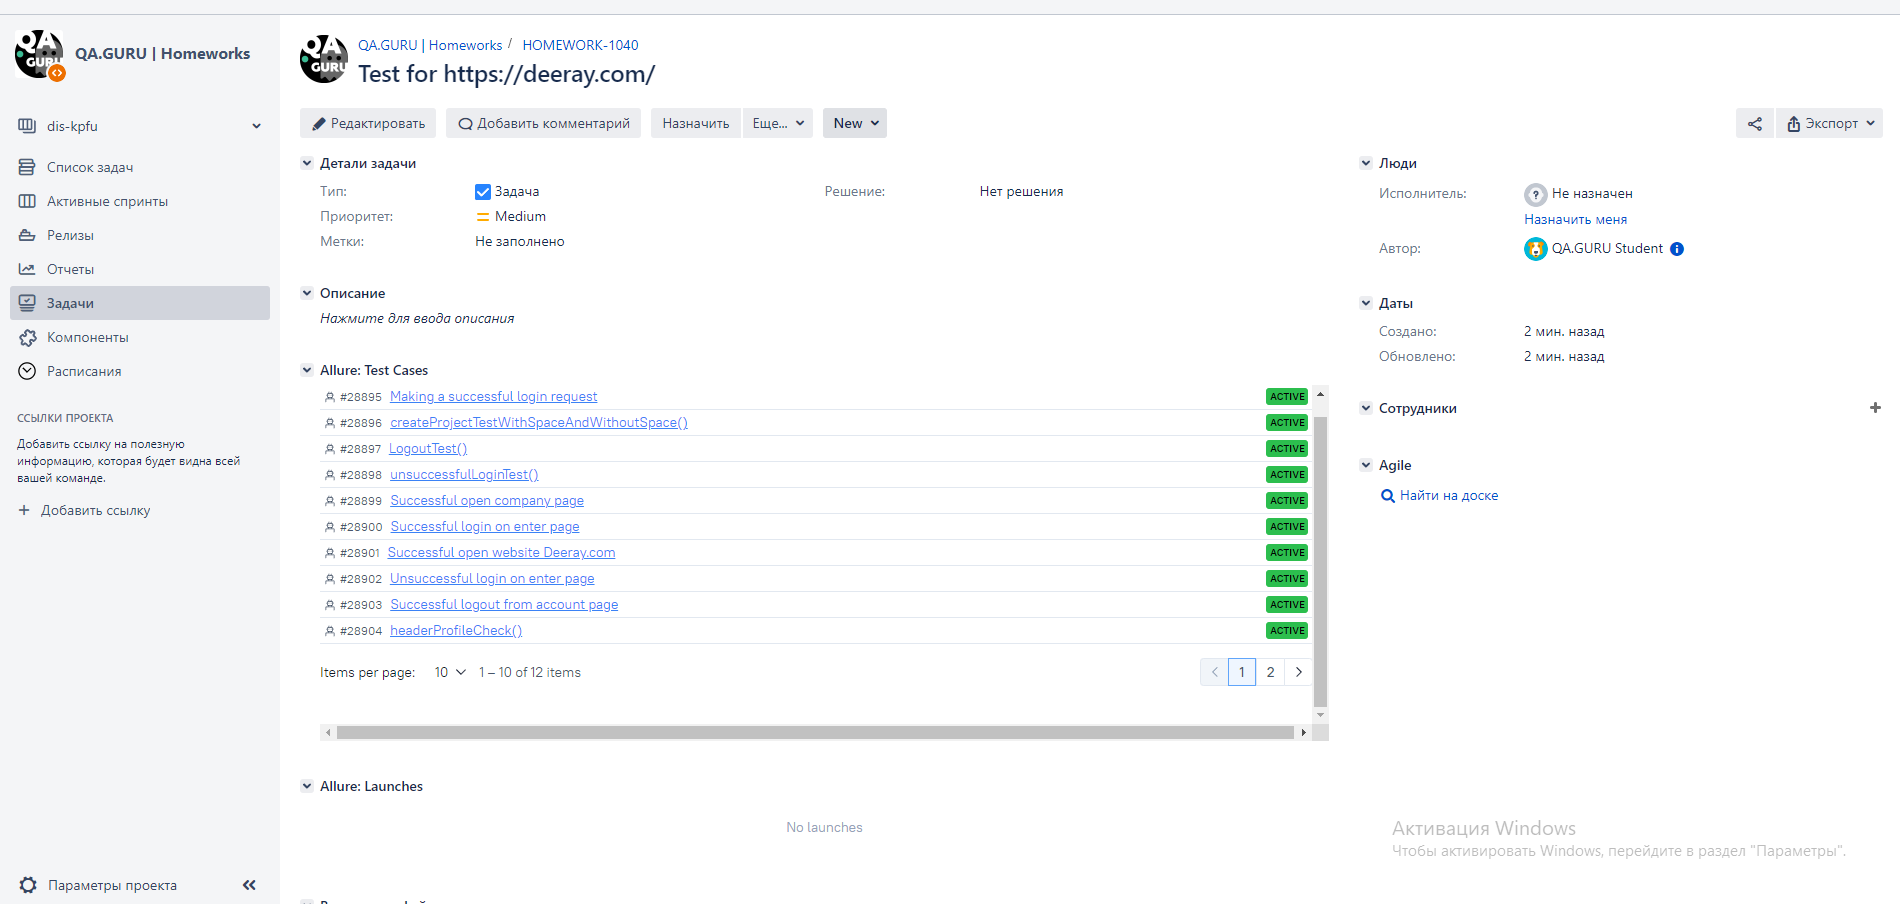 QA.GURU | Homeworks
dis-kpfu
Список задач
Активные спринты
Релизы
Отчеты
Задачи
Компоненты
Расписания
ССЫЛКИ ПРОЕКТА
Добавить ссылку на полезную
информацию, которая будет видна всей
вашей команде.
+ Добавить ссылку
Параметры проекта
QA
GURU
QA.GURU | Homeworks / HOMEWORK-1040
Test for https://deeray.com/
Редактировать Добавить комментарий Назначить Еще... New Экспорт
Детали задачи
Тип: Задача Решение: Нет решения
Приоритет: Medium
Метки: Не заполнено
Описание
Нажмите для ввода описания
Allure: Test Cases
#28895 Making a successful login request ACTIVE
#28896 createProjectTestWithSpaceAndWithoutSpace() ACTIVE
#28897 LogoutTest() ACTIVE
#28898 unsuccessfulLoginTest() ACTIVE
#28899 Successful open company page ACTIVE
#28900 Successful login on enter page ACTIVE
#28901 Successful open website Deeray.com ACTIVE
#28902 Unsuccessful login on enter page ACTIVE
#28903 Successful logout from account page ACTIVE
#28904 headerProfileCheck() ACTIVE
Items per page: 10 1 – 10 of 12 items 1 2
Allure: Launches
No launches
Люди
Исполнитель: Не назначен
Назначить меня
Автор: QA.GURU Student
Даты
Создано: 2 мин. назад
Обновлено: 2 мин. назад
Сотрудники
Agile
Найти на доске
Активация Windows
Чтобы активировать Windows, перейдите в раздел "Параметры".